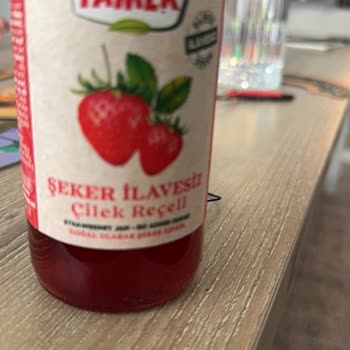 TAMEK
ŞEKER İLAVESİZ
Çilek Reçeli
STRAWBERRY JAM - NO ADDED SUGAR
DOĞAL OLARAK ŞEKER İÇERİR